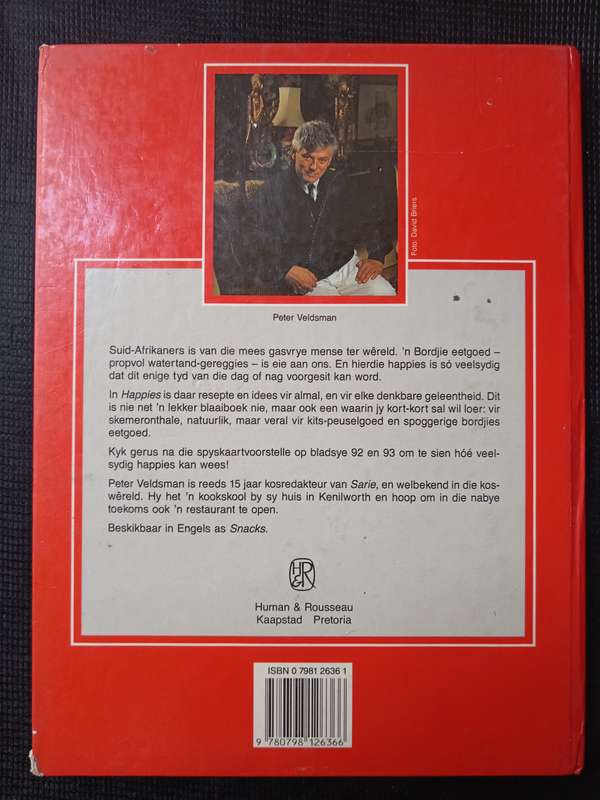 Foto: David Briers
Peter Veldsman
Suid-Afrikaners is van die mees gasvrye mense ter wêreld. 'n Bordjie eetgoed –
propvol watertand-gereggies – is eie aan ons. En hierdie happies is só veelsydig
dat dit enige tyd van die dag of nag voorgesit kan word.
In Happies is daar resepte en idees vir almal, en vir elke denkbare geleentheid. Dit
is nie net 'n lekker blaaiboek nie, maar ook een waarin jy kort-kort sal wil loer: vir
skemeronthale, natuurlik, maar veral vir kits-peuselgoed en spoggerige bordjies
eetgoed.
Kyk gerus na die spyskaartvoorstelle op bladsye 92 en 93 om te sien hóé veel-
sydig happies kan wees!
Peter Veldsman is reeds 15 jaar kosredakteur van Sarie, en welbekend in die kos-
wêreld. Hy het 'n kookskool by sy huis in Kenilworth en hoop om in die nabye
toekoms ook 'n restaurant te open.
Beskikbaar in Engels as Snacks.
H&R
Human & Rousseau
Kaapstad Pretoria
ISBN 0 7981 2636 1
9 780798 126366